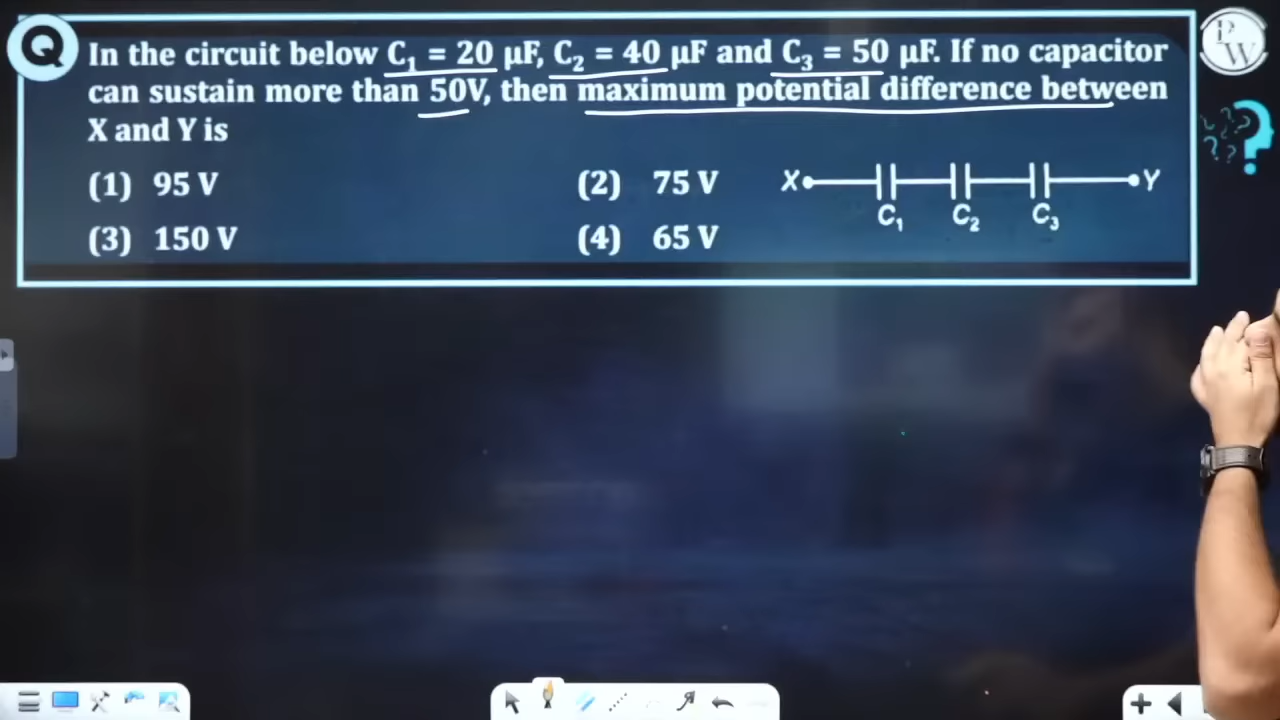 Q
In the circuit below C₁ = 20 μF, C₂ = 40 μF and C₃ = 50 μF. If no capacitor
can sustain more than 50V, then maximum potential difference between
X and Y is
(1) 95 V
(2) 75 V
(3) 150 V
(4) 65 V
X Y
C₁ C₂ C₃
P
W